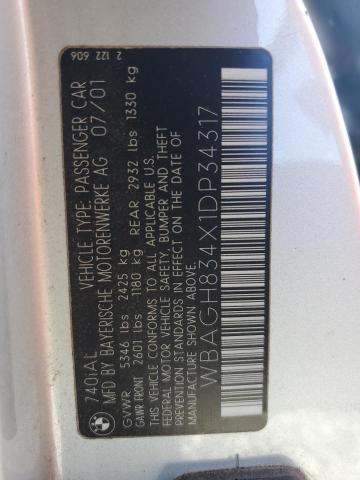 740iAL VEHICLE TYPE: PASSENGER CAR 2 122 606
MFD BY BAYERISCHE MOTORENWERKE AG 07/01
GVWR 5346 lbs 2425 kg
GAWR FRONT 2601 lbs 1180 kg REAR 2932 lbs 1330 kg
THIS VEHICLE CONFORMS TO ALL APPLICABLE U.S.
FEDERAL MOTOR VEHICLE SAFETY, BUMPER AND THEFT
PREVENTION STANDARDS IN EFFECT ON THE DATE OF
MANUFACTURE SHOWN ABOVE.
WBAGH834X1DP34317